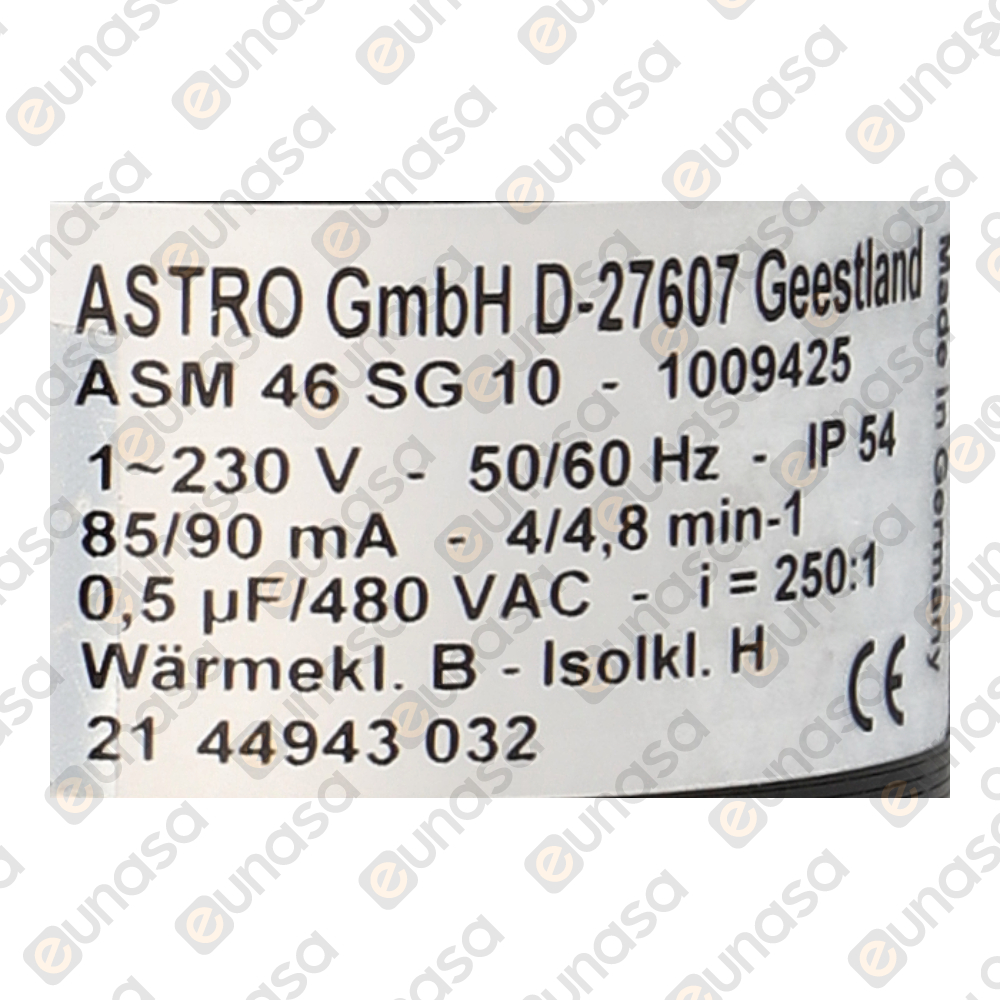 ASTRO GmbH D-27607 Geestland
ASM 46 SG 10 - 1009425
1~230 V - 50/60 Hz - IP 54
85/90 mA - 4/4,8 min-1
0,5 µF/480 VAC - i = 250:1
Wärmekl. B - Isolkl. H
21 44943 032
CE
Made in Germany
eunasa